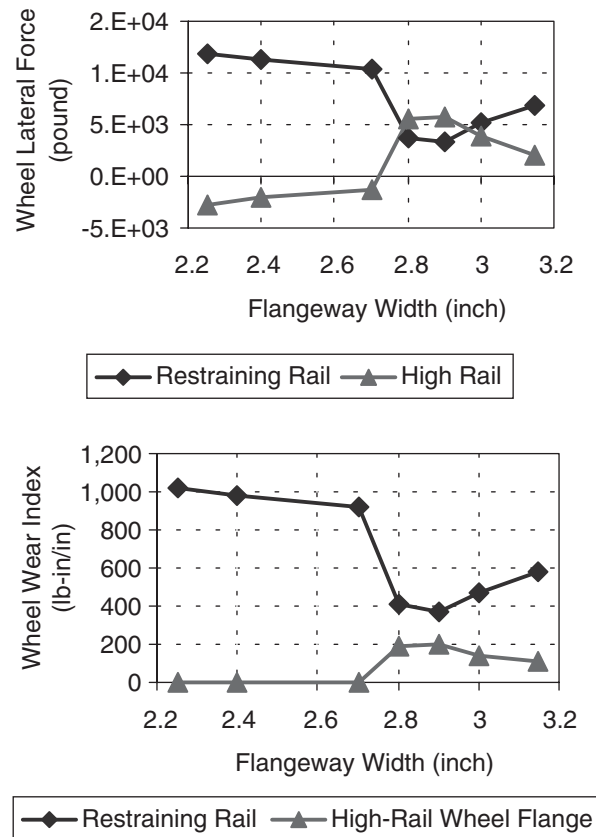 Wheel Lateral Force
(pound)
2.E+04
1.E+04
5.E+03
0.E+00
-5.E+03
2.2 2.4 2.6 2.8 3 3.2
Flangeway Width (inch)
Restraining Rail High Rail
Wheel Wear Index
(lb-in/in)
1,200
1,000
800
600
400
200
0
2.2 2.4 2.6 2.8 3 3.2
Flangeway Width (inch)
Restraining Rail High-Rail Wheel Flange